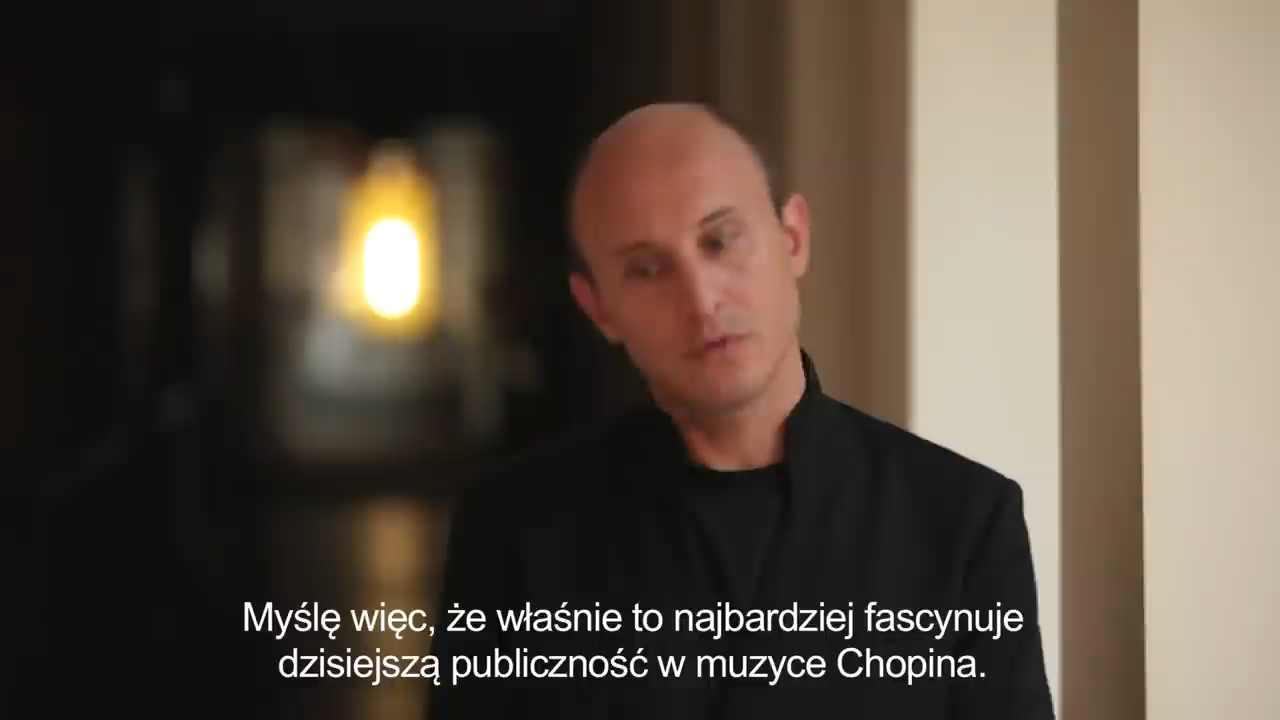 Myślę więc, że właśnie to najbardziej fascynuje
dzisiejszą publiczność w muzyce Chopina.